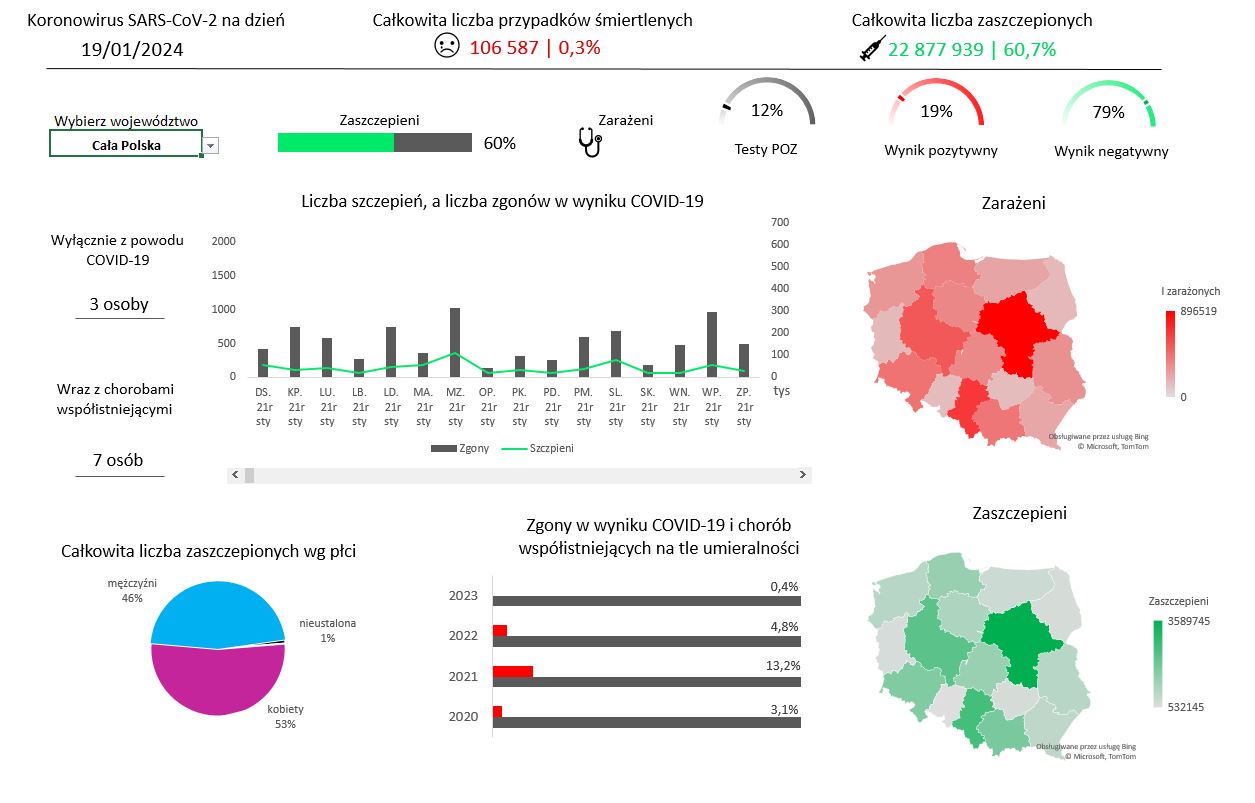 Koronowirus SARS-CoV-2 na dzień
19/01/2024
Całkowita liczba przypadków śmiertlenych
106 587 | 0,3%
Całkowita liczba zaszczepionych
22 877 939 | 60,7%
Wybierz województwo
Cała Polska
Zaszczepieni
60%
Zarażeni
12%
Testy POZ
19%
Wynik pozytywny
79%
Wynik negatywny
Wyłącznie z powodu
COVID-19
3 osoby
Wraz z chorobami
współistniejącymi
7 osób
Liczba szczepień, a liczba zgonów w wyniku COVID-19
2000
1500
1000
500
0
700
600
500
400
300
200
100
0
tys
DS. KP. LU. LB. LD. MA. MZ. OP. PK. PD. PM. SL. SK. WN. WP. ZP.
21r 21r 21r 21r 21r 21r 21r 21r 21r 21r 21r 21r 21r 21r 21r 21r
sty sty sty sty sty sty sty sty sty sty sty sty sty sty sty sty
Zgony Szczpieni
Zarażeni
l zarażonych
896519
0
Obsługiwane przez usługę Bing
© Microsoft, TomTom
Całkowita liczba zaszczepionych wg płci
mężczyźni
46%
nieustalona
1%
kobiety
53%
Zgony w wyniku COVID-19 i chorób
współistniejących na tle umieralności
2023 0,4%
2022 4,8%
2021 13,2%
2020 3,1%
Zaszczepieni
Zaszczepieni
3589745
532145
Obsługiwane przez usługę Bing
© Microsoft, TomTom